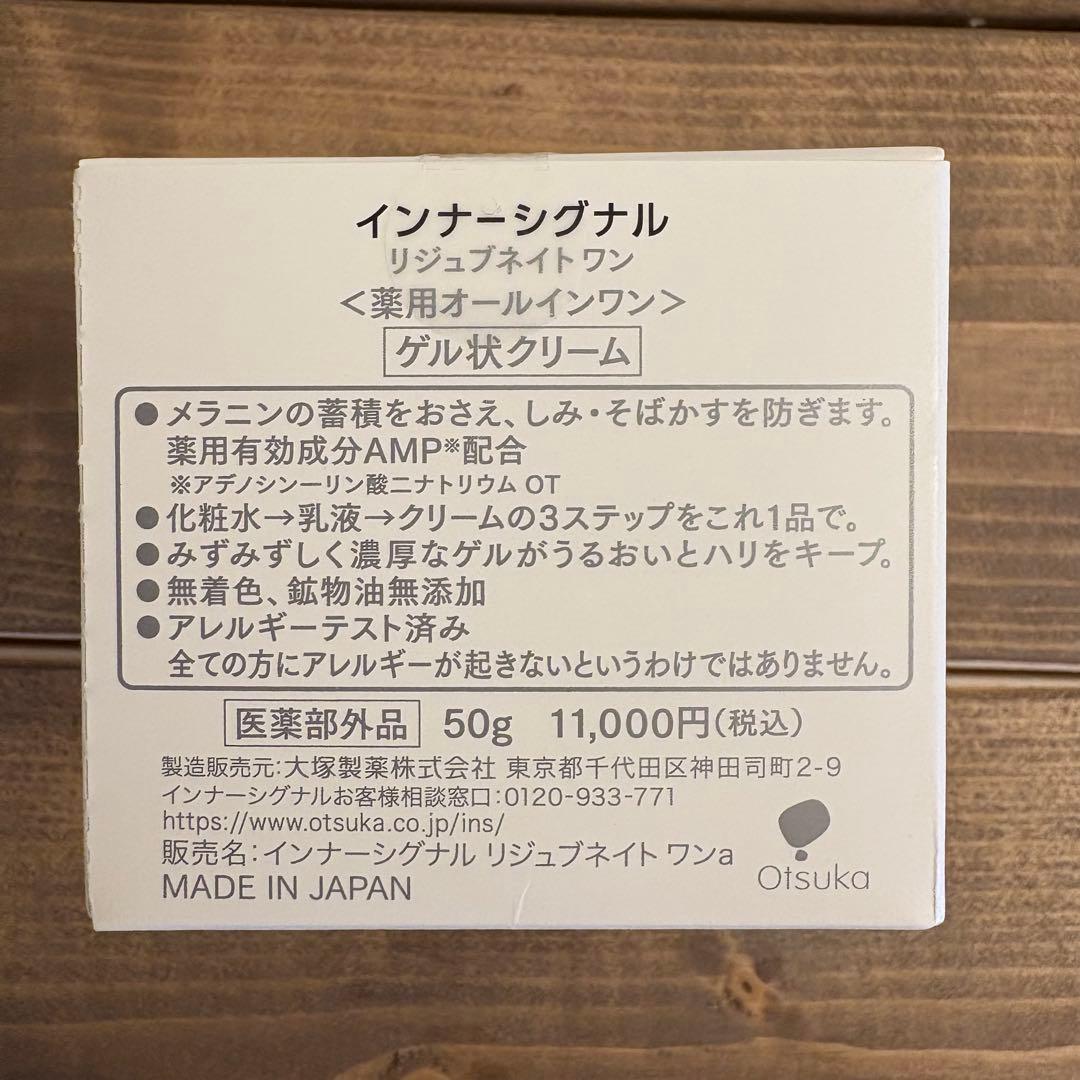 インナーシグナル
リジュブネイト ワン
＜薬用オールインワン＞
ゲル状クリーム
●メラニンの蓄積をおさえ、しみ・そばかすを防ぎます。
薬用有効成分AMP※配合
※アデノシン一リン酸二ナトリウム OT
●化粧水→乳液→クリームの3ステップをこれ1品で。
●みずみずしく濃厚なゲルがうるおいとハリをキープ。
●無着色、鉱物油無添加
●アレルギーテスト済み
全ての方にアレルギーが起きないというわけではありません。
医薬部外品 50g 11,000円(税込)
製造販売元:大塚製薬株式会社 東京都千代田区神田司町2-9
インナーシグナルお客様相談窓口:0120-933-771
https://www.otsuka.co.jp/ins/
販売名:インナーシグナル リジュブネイト ワンa
MADE IN JAPAN
Otsuka